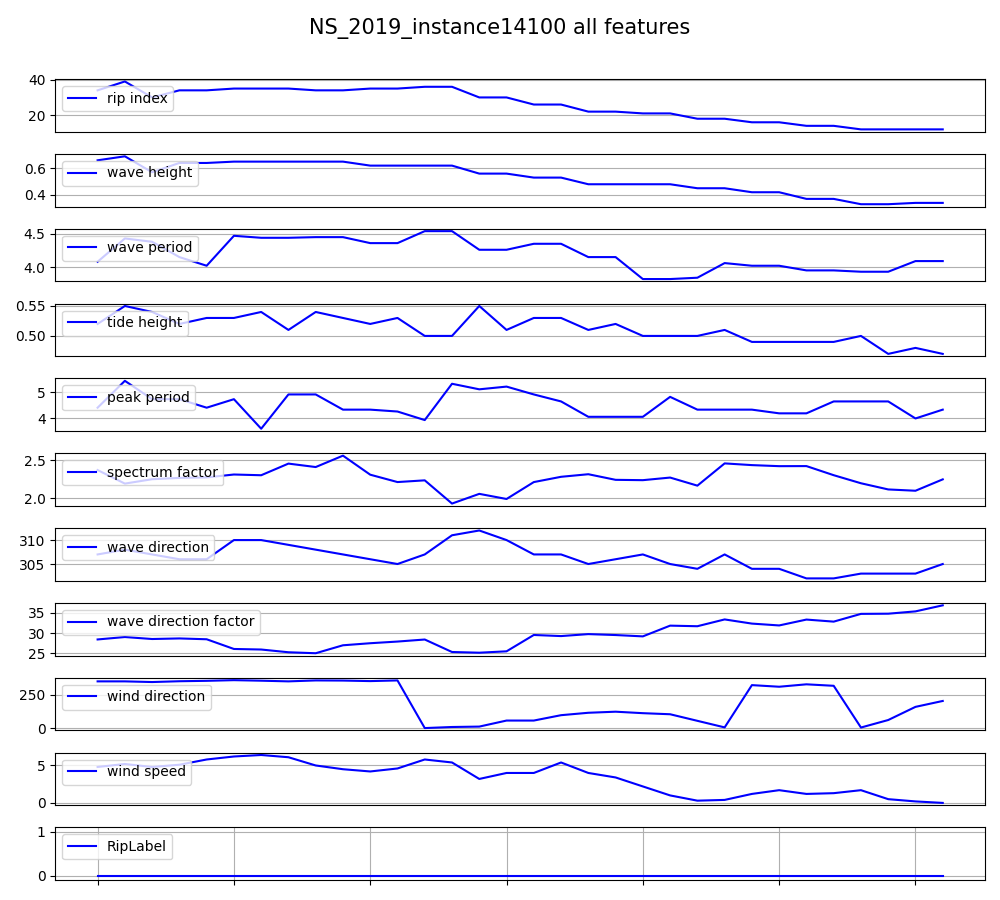 NS_2019_instance14100 all features
40
20
rip index
0.6
0.4
wave height
4.5
4.0
wave period
0.55
0.50
tide height
5
4
peak period
2.5
2.0
spectrum factor
310
305
wave direction
35
30
25
wave direction factor
250
0
wind direction
5
0
wind speed
1
0
RipLabel